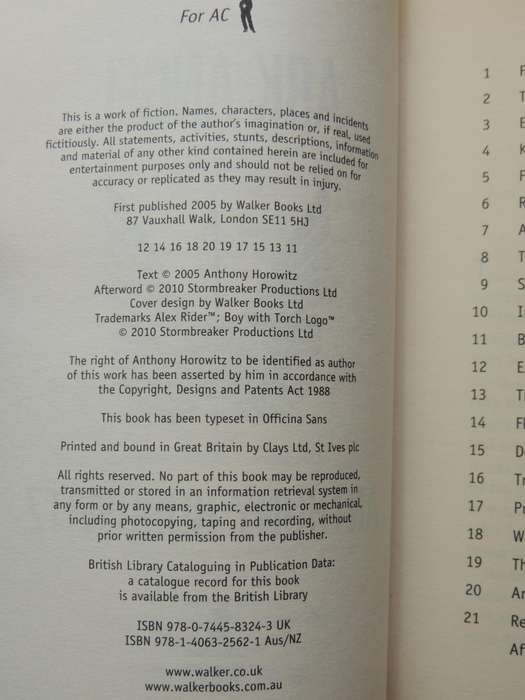 For AC
This is a work of fiction. Names, characters, places and incidents
are either the product of the author's imagination or, if real, used
fictitiously. All statements, activities, stunts, descriptions, information
and material of any other kind contained herein are included for
entertainment purposes only and should not be relied on for
accuracy or replicated as they may result in injury.
First published 2005 by Walker Books Ltd
87 Vauxhall Walk, London SE11 5HJ
12 14 16 18 20 19 17 15 13 11
Text © 2005 Anthony Horowitz
Afterword © 2010 Stormbreaker Productions Ltd
Cover design by Walker Books Ltd
Trademarks Alex Rider™; Boy with Torch Logo™
© 2010 Stormbreaker Productions Ltd
The right of Anthony Horowitz to be identified as author
of this work has been asserted by him in accordance with
the Copyright, Designs and Patents Act 1988
This book has been typeset in Officina Sans
Printed and bound in Great Britain by Clays Ltd, St Ives plc
All rights reserved. No part of this book may be reproduced,
transmitted or stored in an information retrieval system in
any form or by any means, graphic, electronic or mechanical,
including photocopying, taping and recording, without
prior written permission from the publisher.
British Library Cataloguing in Publication Data:
a catalogue record for this book
is available from the British Library
ISBN 978-0-7445-8324-3 UK
ISBN 978-1-4063-2562-1 Aus/NZ
www.walker.co.uk
www.walkerbooks.com.au
1
2
3
4
5
6
7
8
9
10
11
12
13
14
15
16
17
18
19
20
21